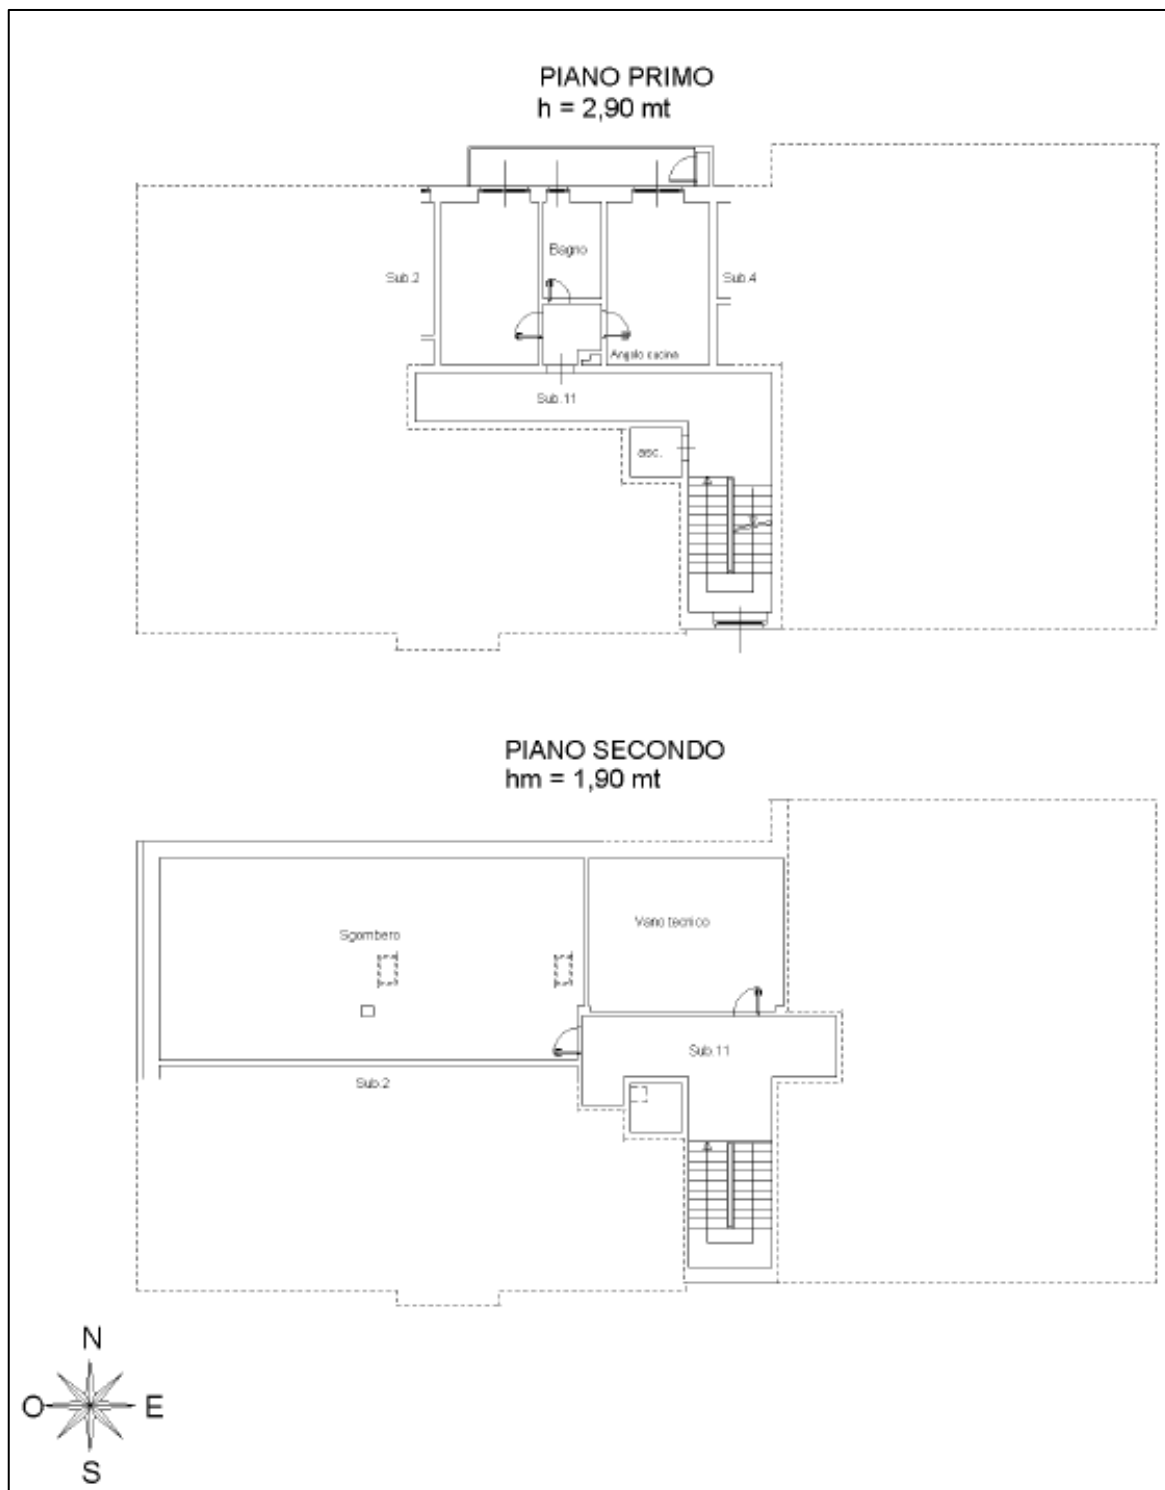 PIANO PRIMO
h = 2,90 mt
Bagno
Sub.2
Sub.4
Angolo cucina
Sub.11
asc.
PIANO SECONDO
hm = 1,90 mt
Vano tecnico
Sgombero
Sub.11
Sub.2
N
O
E
S